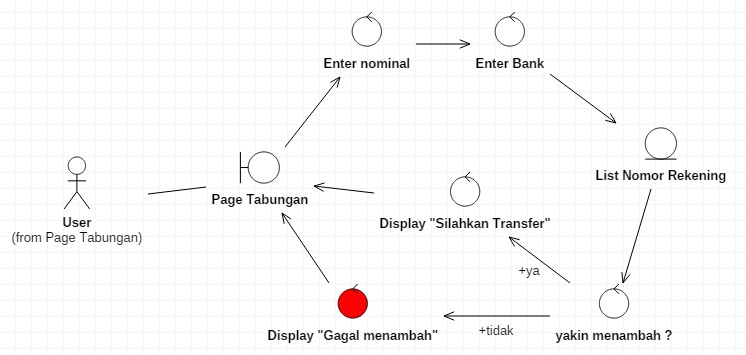 Enter nominal
Enter Bank
List Nomor Rekening
Page Tabungan
User
(from Page Tabungan)
Display "Silahkan Transfer"
+ya
Display "Gagal menambah"
+tidak
yakin menambah ?